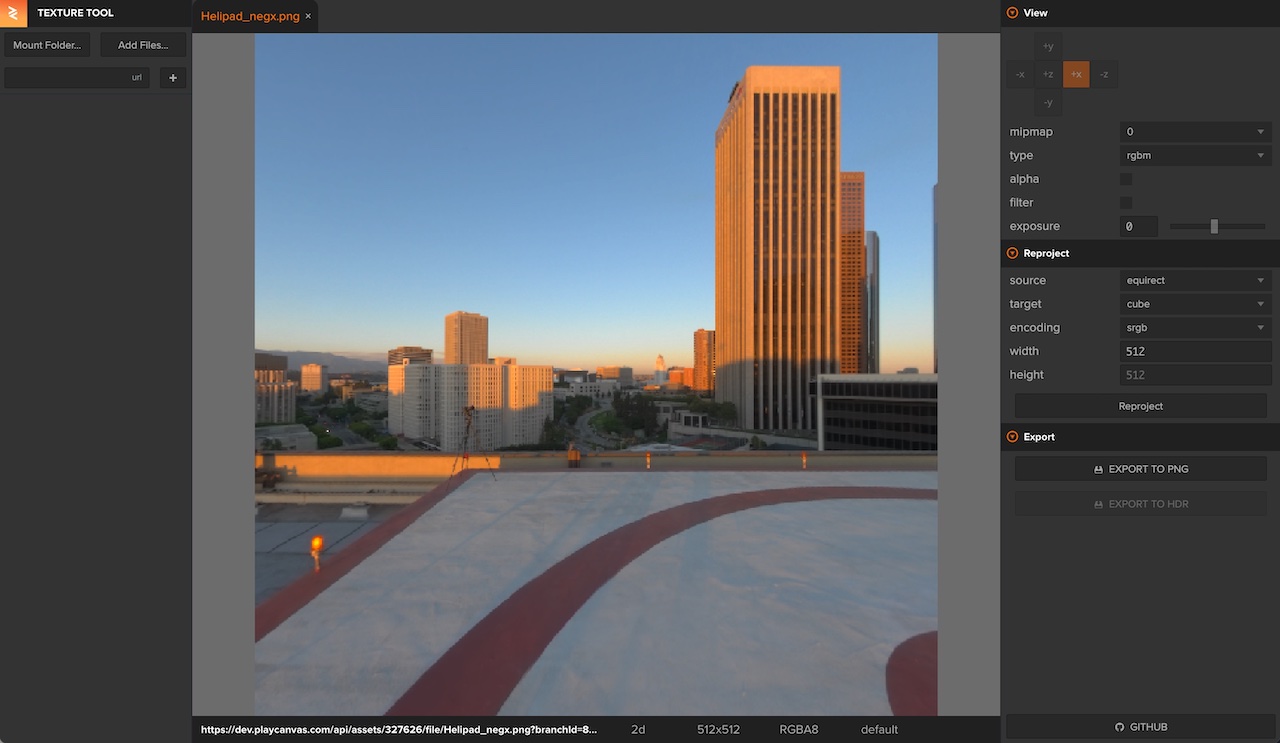 TEXTURE TOOL
Mount Folder...
Add Files...
url
+
Helipad_negx.png ×
View
+y
-x +z +x -z
-y
mipmap 0
type rgbm
alpha
filter
exposure 0
Reproject
source equirect
target cube
encoding srgb
width 512
height 512
Reproject
Export
EXPORT TO PNG
EXPORT TO HDR
https://dev.playcanvas.com/api/assets/327626/file/Helipad_negx.png?branchId=8... 2d 512x512 RGBA8 default
GITHUB